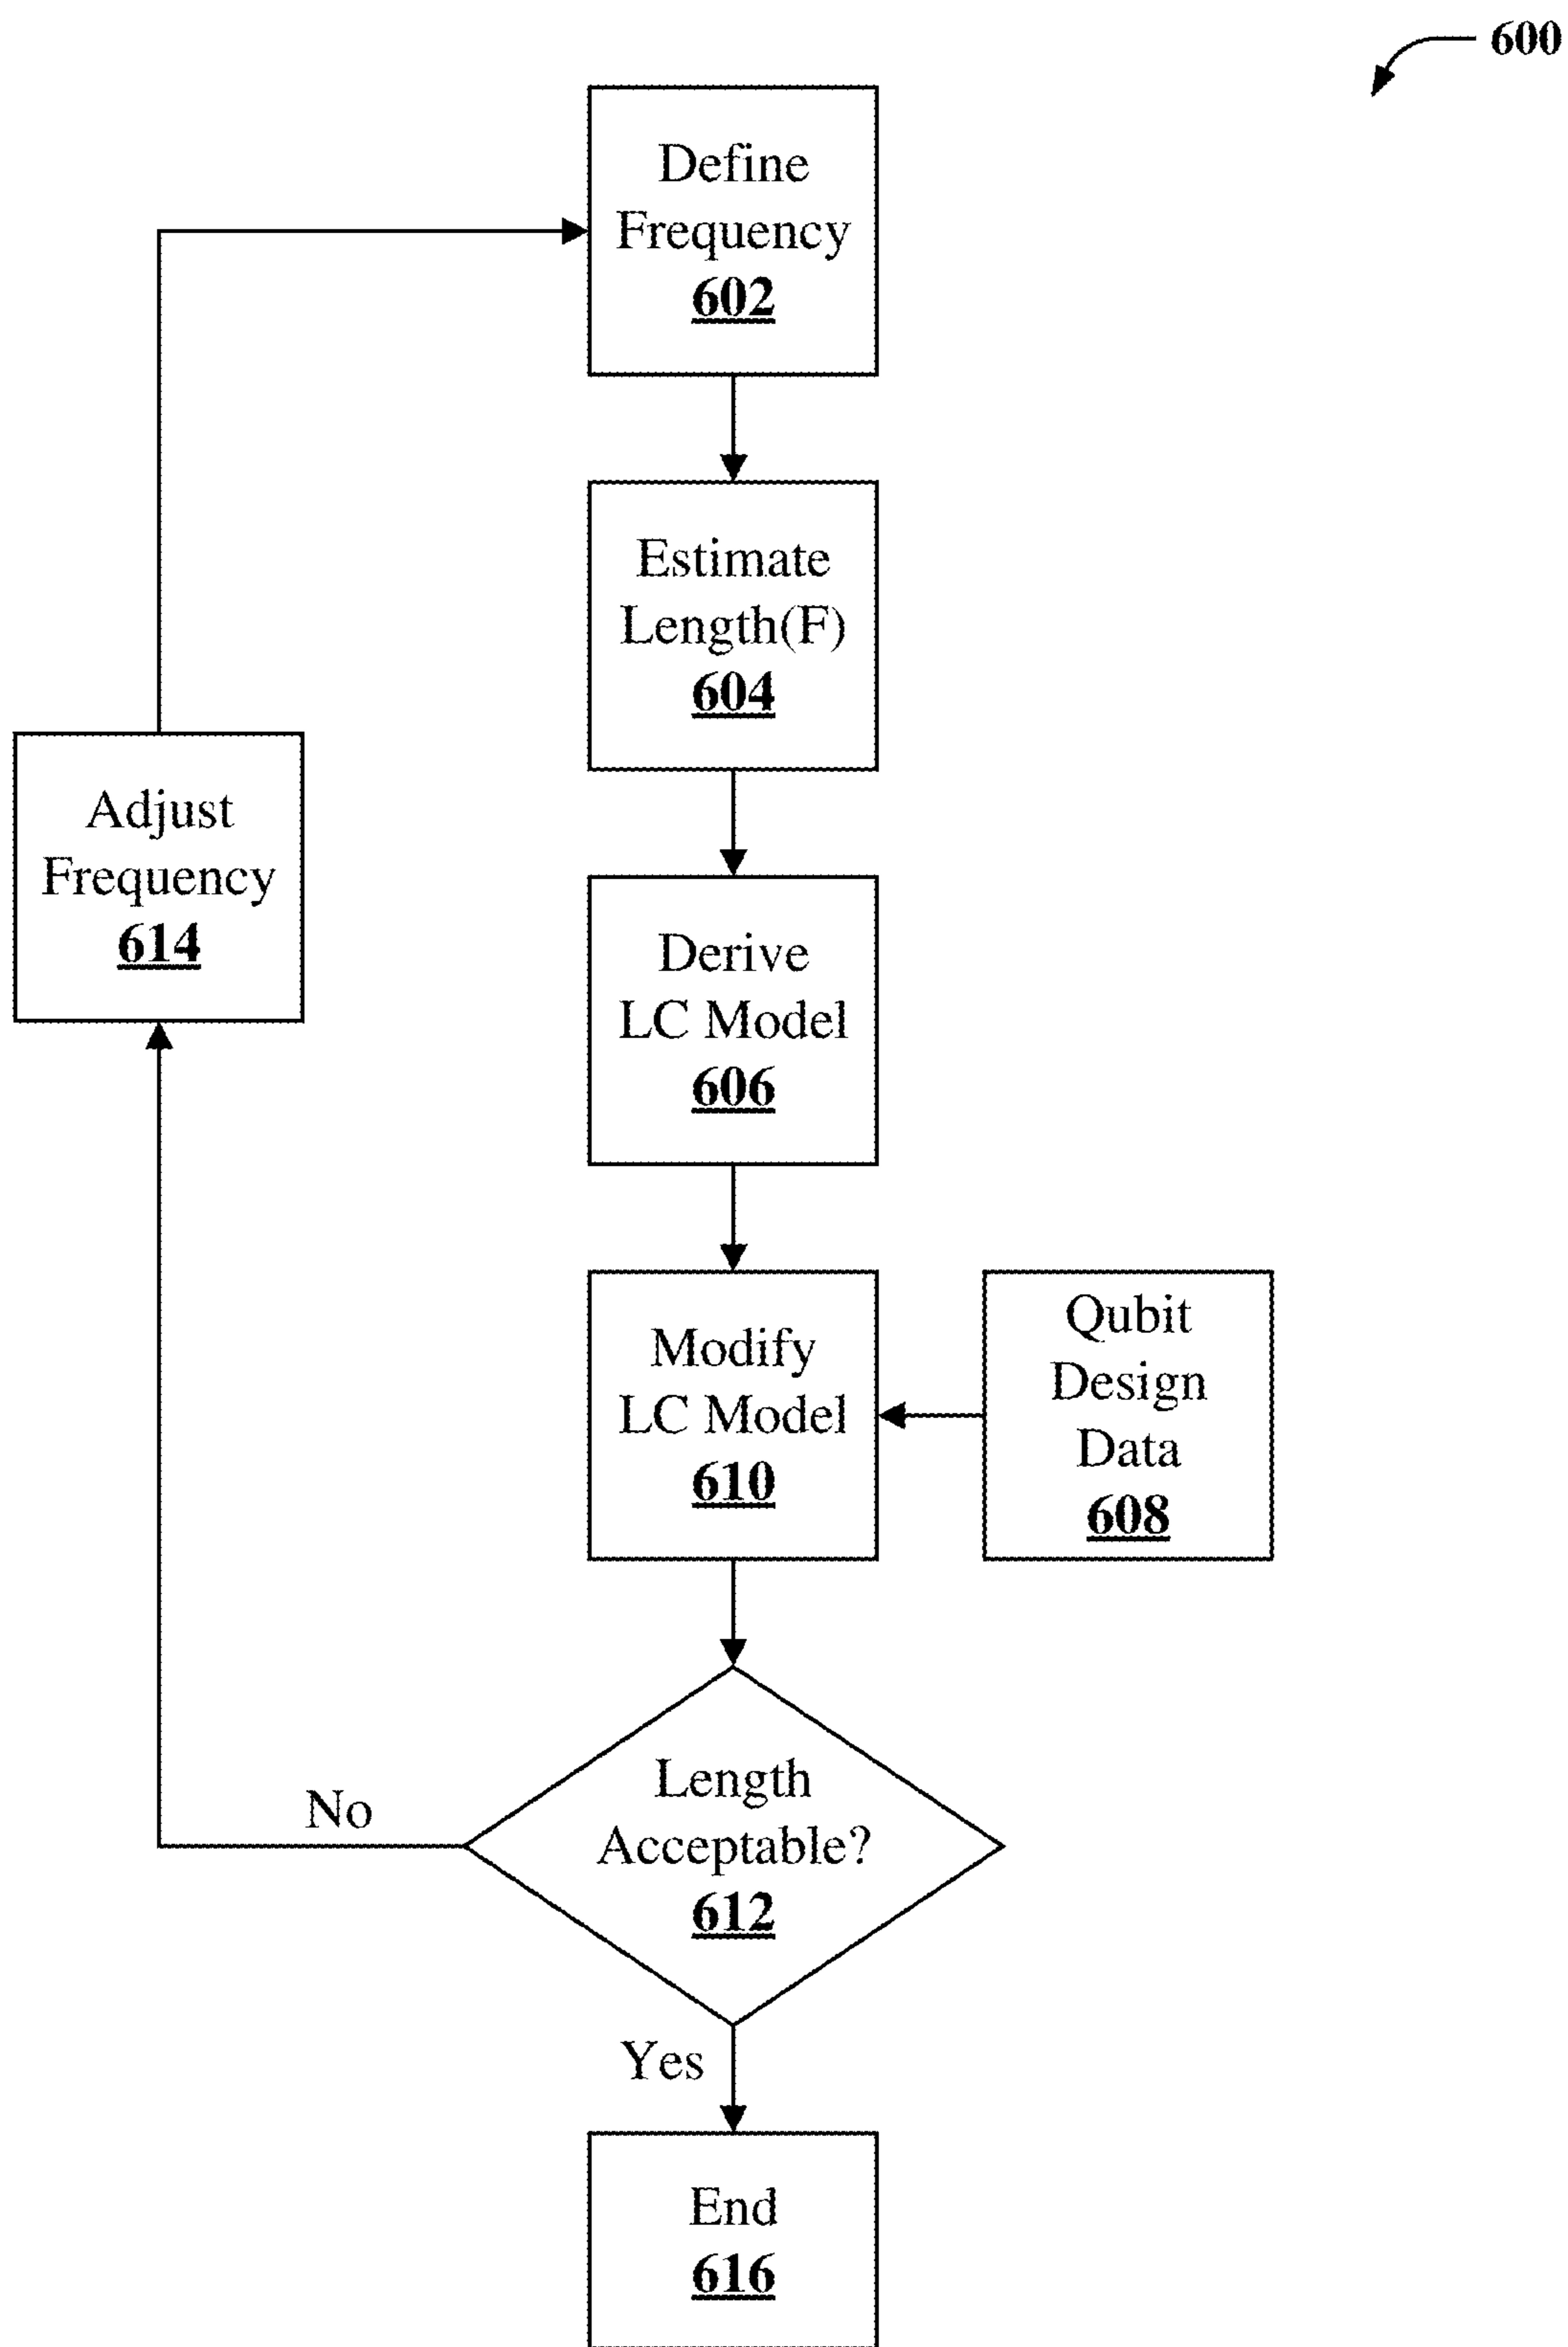 600
Define
Frequency
602
Estimate
Length(F)
604
Adjust
Frequency
614
Derive
LC Model
606
Modify
LC Model
610
Qubit
Design
Data
608
Length
Acceptable?
612
No
Yes
End
616